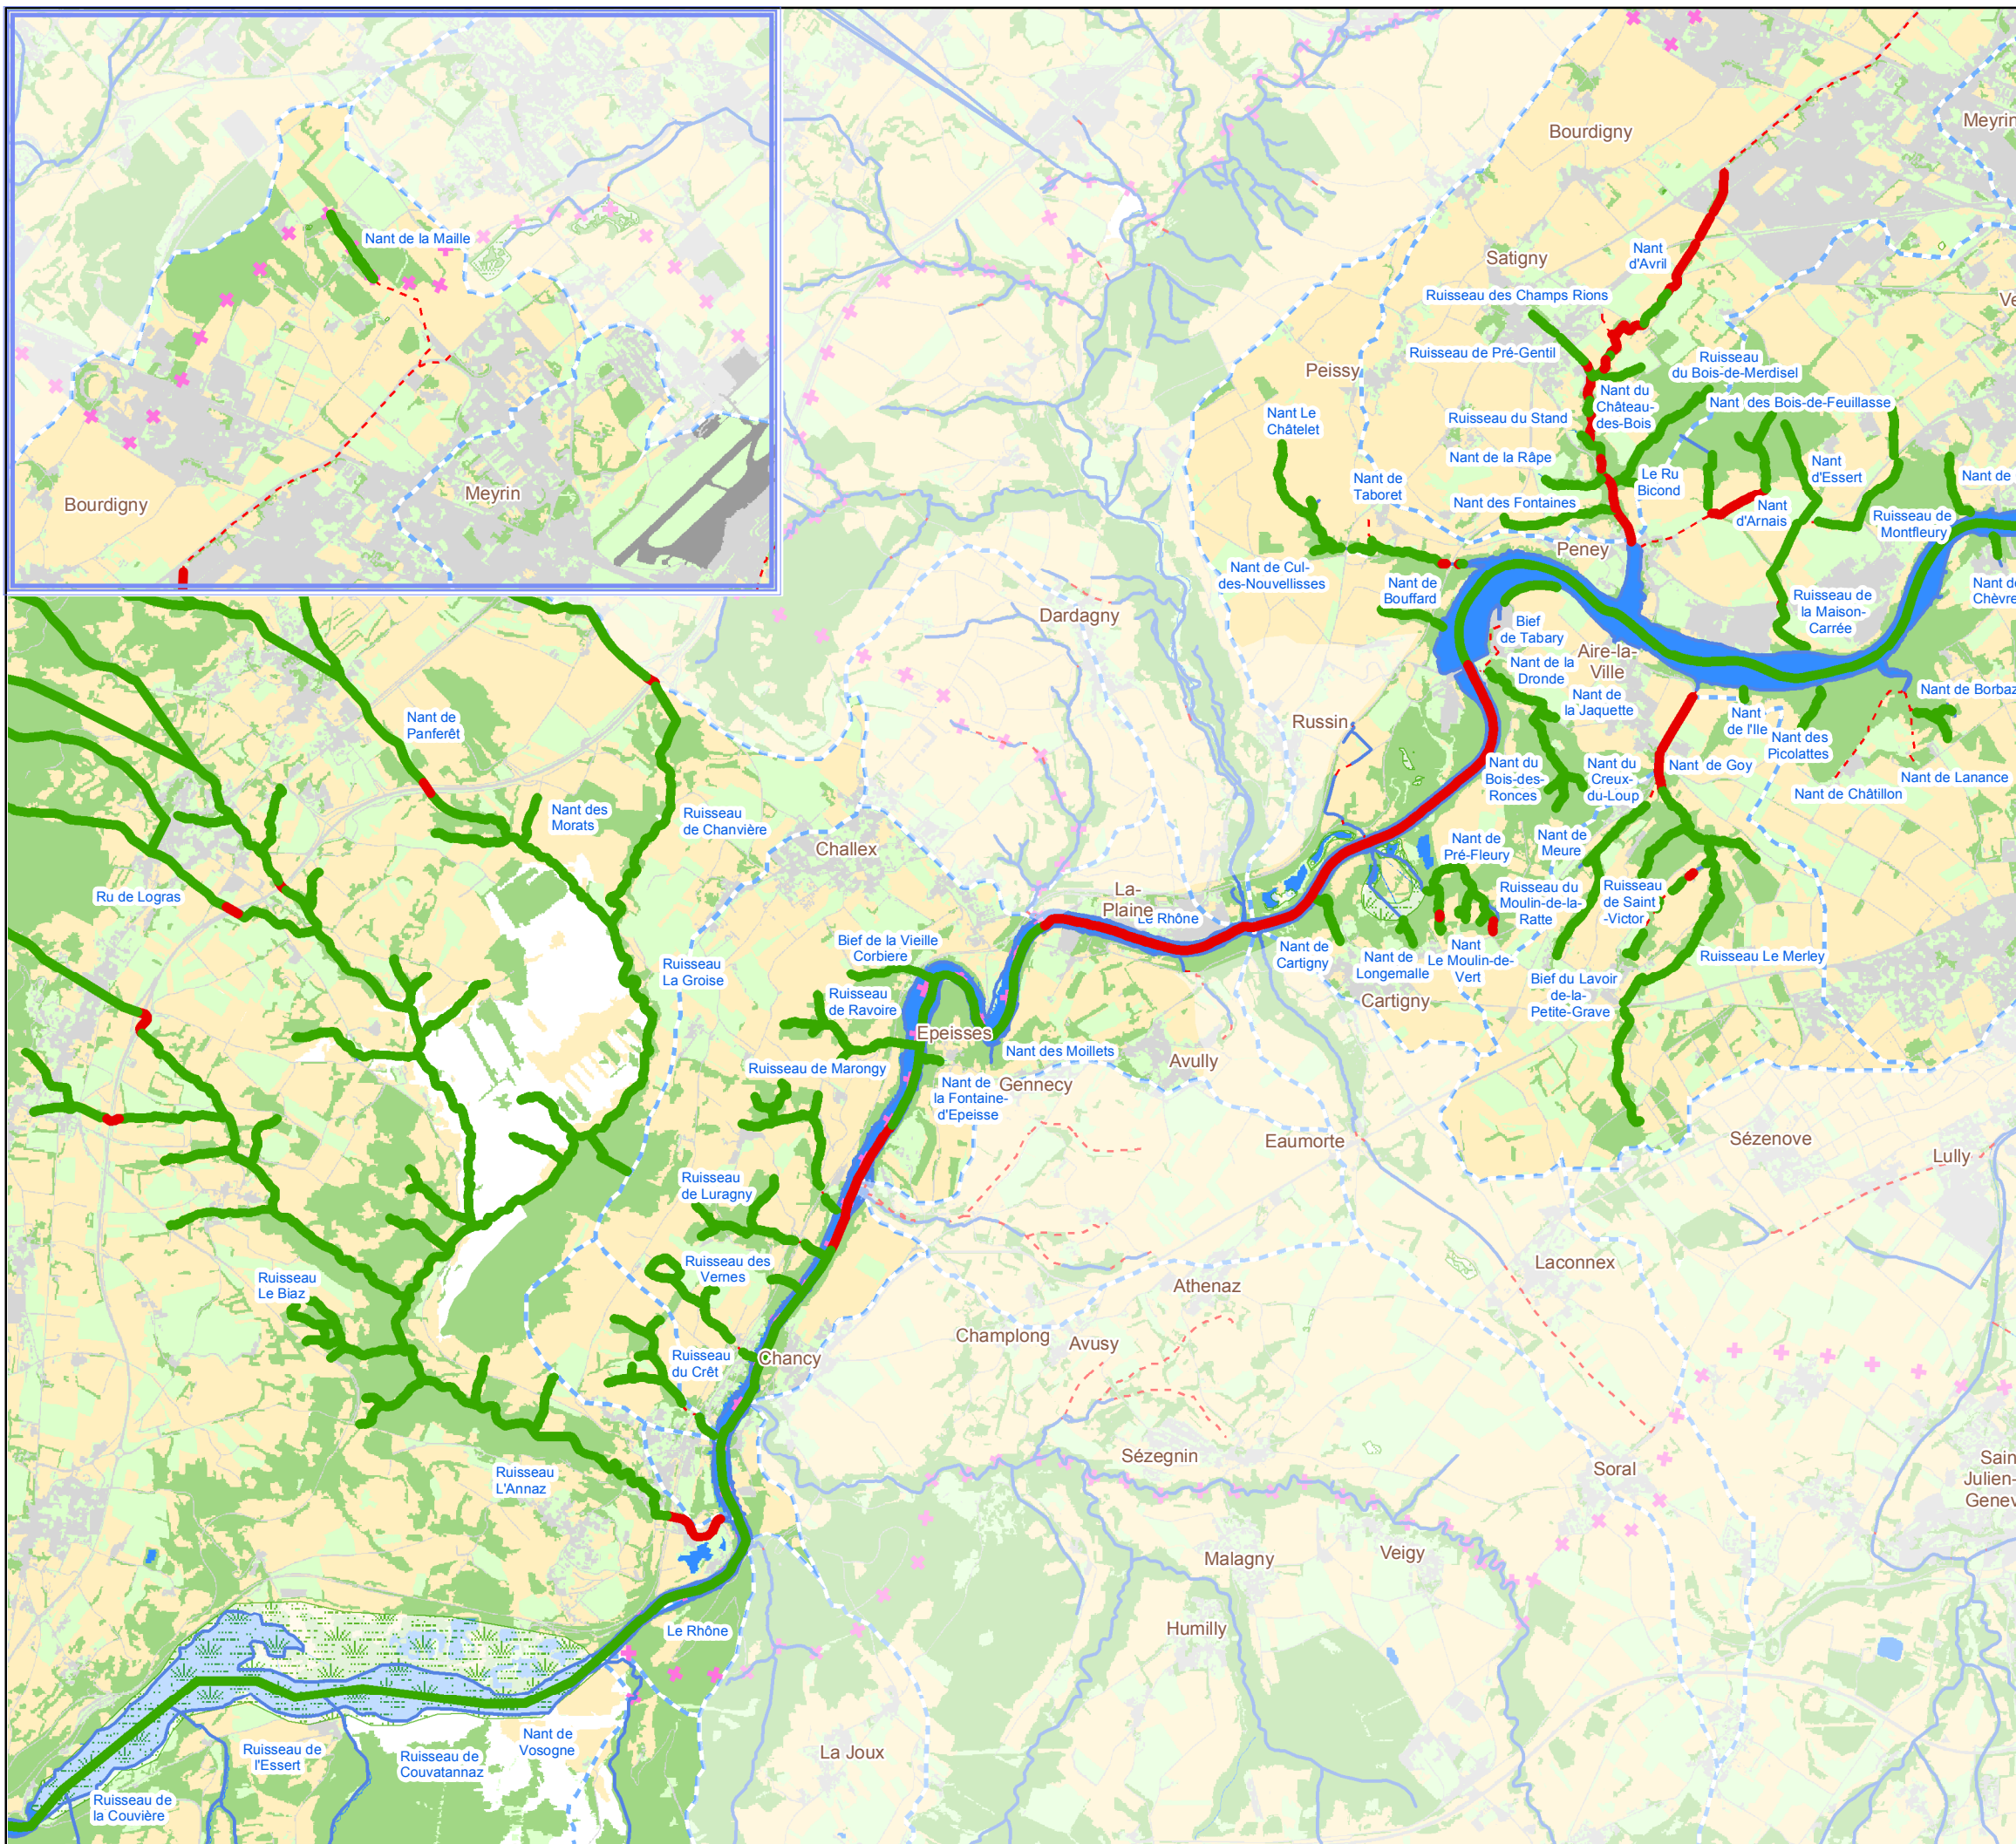 Nant de la Maille
Bourdigny
Meyrin
Bourdigny
Meyrin
Satigny
Nant
d'Avril
Ve
Ruisseau des Champs Rions
Ruisseau de Pré-Gentil
Ruisseau
du Bois-de-Merdisel
Peissy
Nant du
Château-
des-Bois
Nant des Bois-de-Feuillasse
Nant Le
Châtelet
Ruisseau du Stand
Nant de la Râpe
Nant de
Taboret
Le Ru
Bicond
Nant
d'Essert
Nant de
Nant des Fontaines
Nant
d'Arnais
Ruisseau de
Montfleury
Peney
Nant de Cul-
des-Nouvellisses
Nant de
Bouffard
Nant de
Chèvre
Ruisseau de
la Maison-
Carrée
Dardagny
Bief
de Tabary
Aire-la-
Ville
Nant de la
Dronde
Nant de
la Jaquette
Nant de Borbaz
Russin
Nant
de l'Ile
Nant des
Picolattes
Nant de
Panferêt
Nant du
Bois-des-
Ronces
Nant du
Creux-
du-Loup
Nant de Goy
Nant de Lanance
Nant de Châtillon
Nant des
Morats
Ruisseau
de Chanvière
Challex
Nant de
Pré-Fleury
Nant de
Meure
Ru de Logras
La-
Plaine
Le Rhône
Ruisseau du
Moulin-de-la-
Ratte
Ruisseau
de Saint
-Victor
Bief de la Vieille
Corbiere
Nant de
Cartigny
Nant de
Longemalle
Nant
Le Moulin-de-
Vert
Ruisseau Le Merley
Ruisseau
La Groise
Bief du Lavoir
de-la-
Petite-Grave
Ruisseau
de Ravoire
Cartigny
Epeisses
Nant des Moillets
Avully
Ruisseau de Marongy
Nant de
la Fontaine-
d'Epeisse
Gennecy
Eaumorte
Sézenove
Lully
Ruisseau
de Luragny
Ruisseau des
Vernes
Laconnex
Ruisseau
Le Biaz
Athenaz
Champlong
Avusy
Ruisseau
du Crêt
Chancy
Sézegnin
Soral
Sain
Julien-
Genev
Ruisseau
L'Annaz
Malagny
Veigy
Humilly
Le Rhône
La Joux
Nant de
Vosogne
Ruisseau de
l'Essert
Ruisseau de
Couvatannaz
Ruisseau de
la Couvière